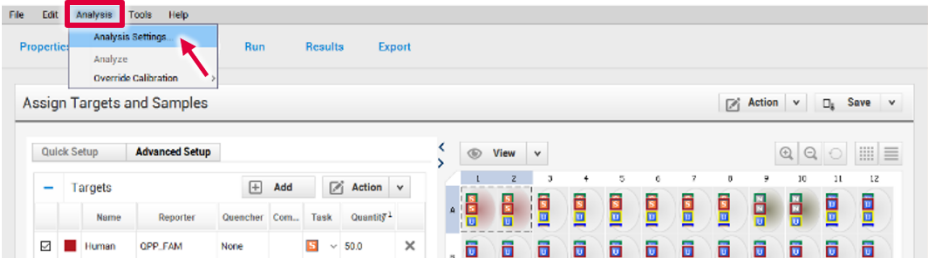 File Edit Analysis Tools Help
Analysis Settings...
Properties Run Results Export
Analyze
Override Calibration
Assign Targets and Samples
Action Save
Quick Setup Advanced Setup
View
Targets Add Action
1 2 3 4 5 6 7 8 9 10 11 12
Name Reporter Quencher Com... Task Quantity
A S S U U U U U U N N U U
S S U U U U U U N N U U
U U U U U U U U U U U U
Human QPP_FAM None S 50.0